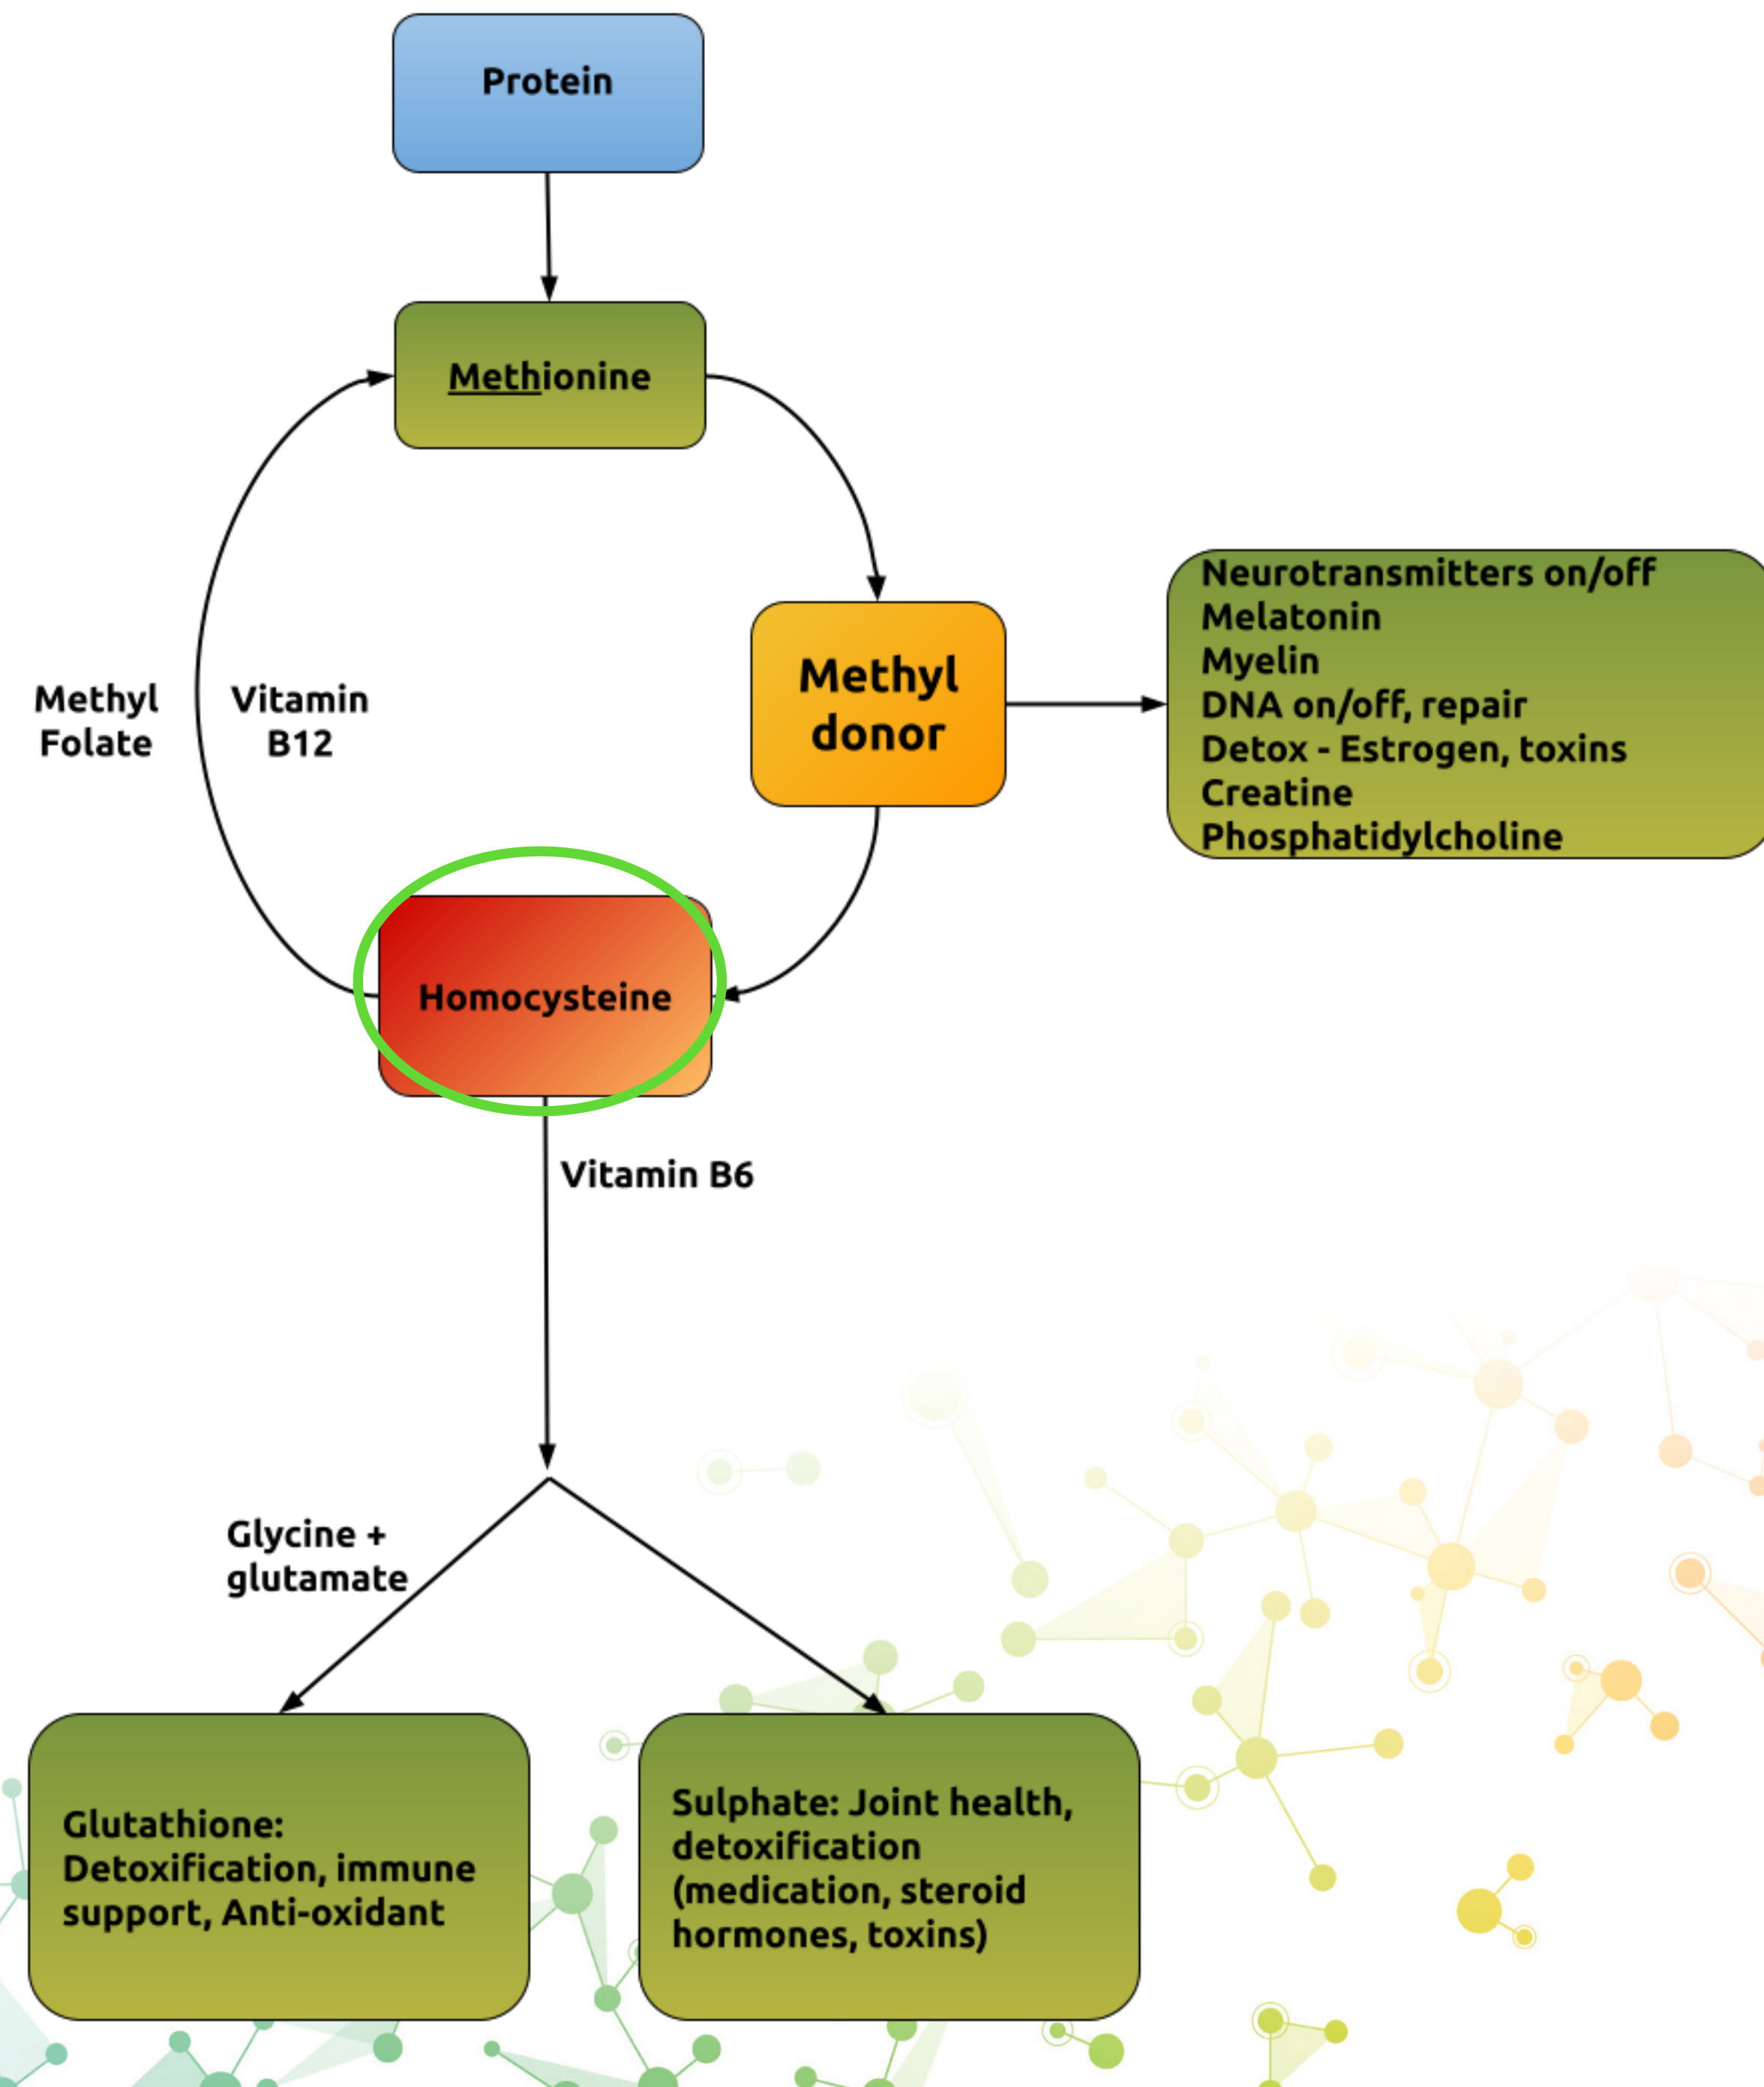 Protein
Methionine
Neurotransmitters on/off
Melatonin
Myelin
DNA on/off, repair
Detox - Estrogen, toxins
Creatine
Phosphatidylcholine
Methyl
donor
Methyl
Folate
Vitamin
B12
Homocysteine
Vitamin B6
Glycine +
glutamate
Glutathione:
Detoxification, immune
support, Anti-oxidant
Sulphate: Joint health,
detoxification
(medication, steroid
hormones, toxins)